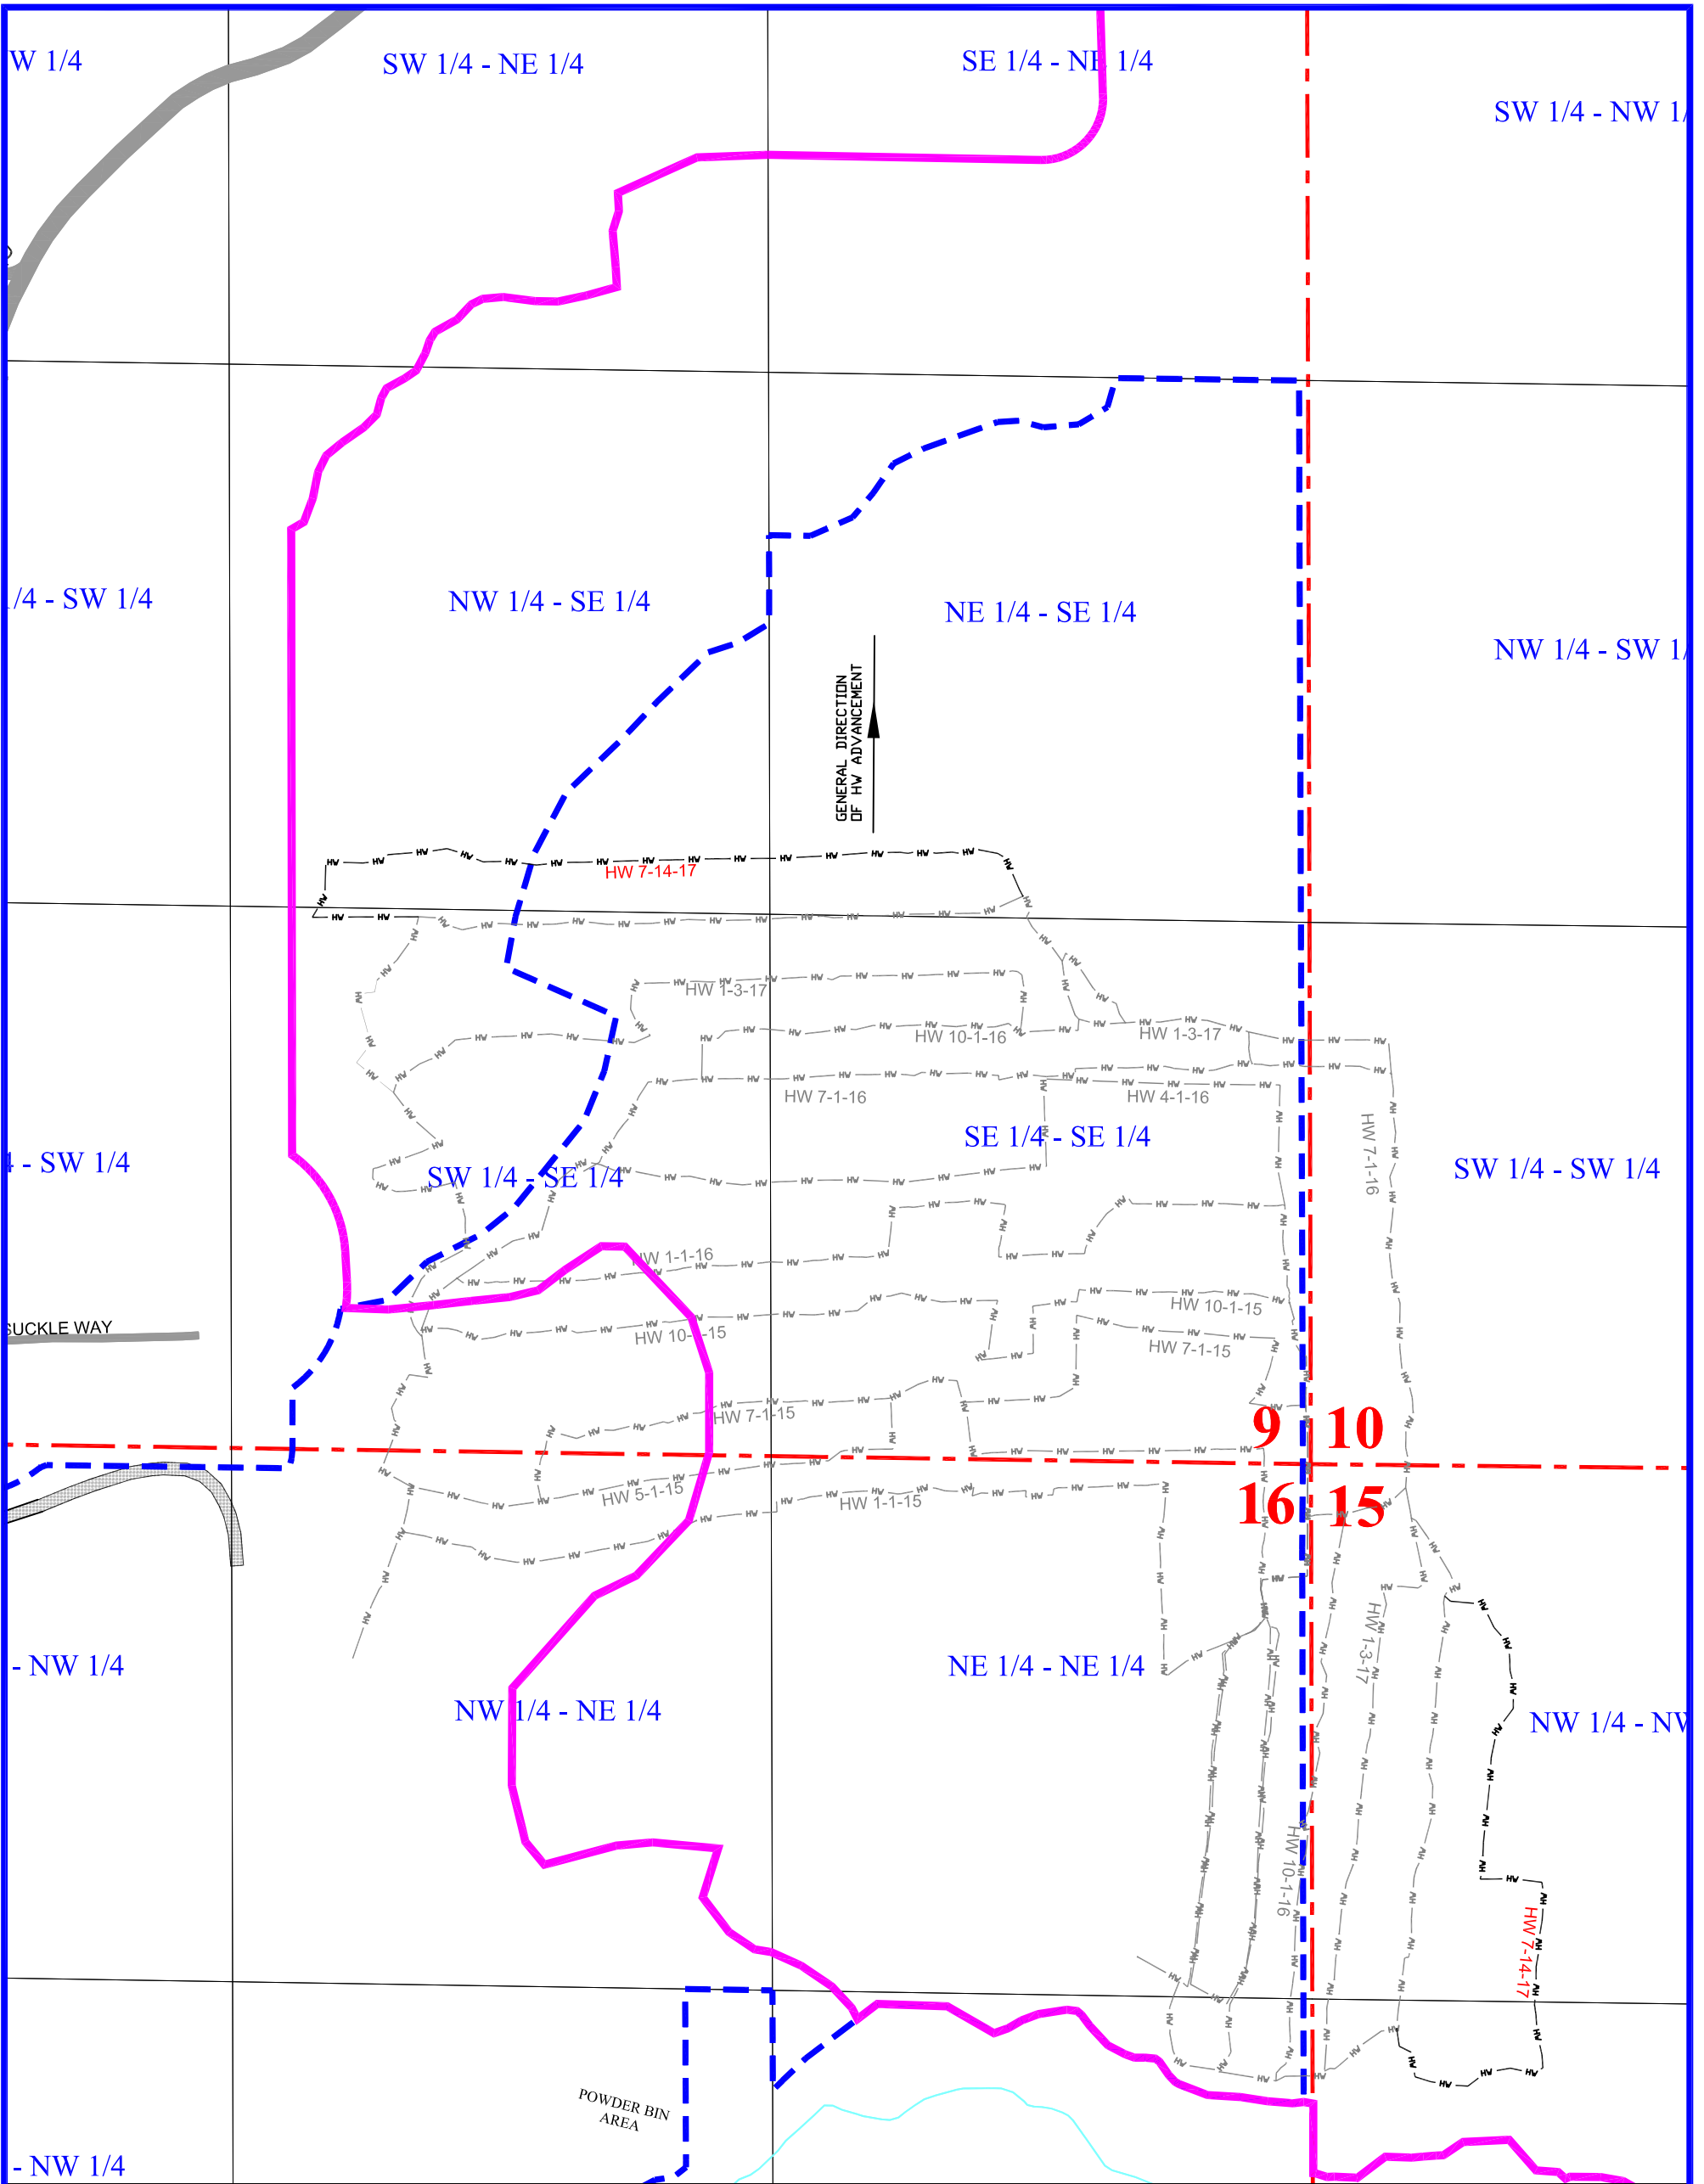 W 1/4
SW 1/4 - NE 1/4
SE 1/4 - NE 1/4
SW 1/4 - NW 1/
/4 - SW 1/4
NW 1/4 - SE 1/4
NE 1/4 - SE 1/4
NW 1/4 - SW 1/
GENERAL DIRECTION
OF HW ADVANCEMENT
HW 7-14-17
HW 1-3-17
HW 10-1-16
HW 1-3-17
HW 7-1-16
HW 4-1-16
HW 7-1-16
SE 1/4 - SE 1/4
- SW 1/4
SW 1/4 - SE 1/4
SW 1/4 - SW 1/4
HW 1-1-16
HW 10-1-15
HW 10-1-15
SUCKLE WAY
HW 7-1-15
HW 7-1-15
9
10
HW 5-1-15
HW 1-1-15
16
15
HW 1-3-17
- NW 1/4
NE 1/4 - NE 1/4
NW 1/4 - NE 1/4
NW 1/4 - NW
HW 10-1-16
HW 7-14-17
POWDER BIN
AREA
- NW 1/4